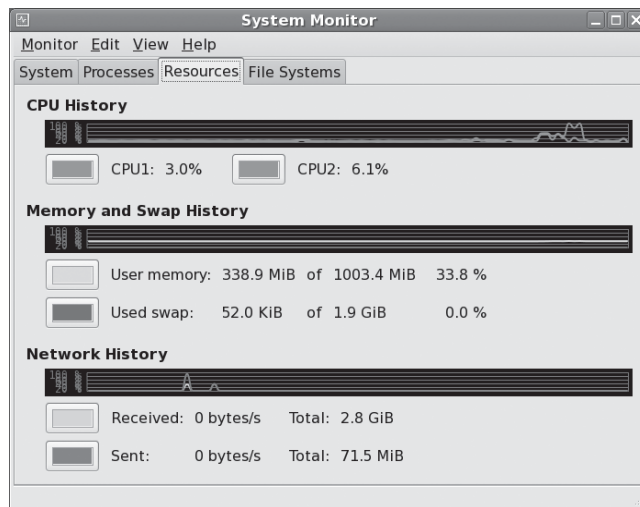 System Monitor
Monitor Edit View Help
System Processes Resources File Systems
CPU History
CPU1: 3.0% CPU2: 6.1%
Memory and Swap History
User memory: 338.9 MiB of 1003.4 MiB 33.8 %
Used swap: 52.0 KiB of 1.9 GiB 0.0 %
Network History
Received: 0 bytes/s Total: 2.8 GiB
Sent: 0 bytes/s Total: 71.5 MiB